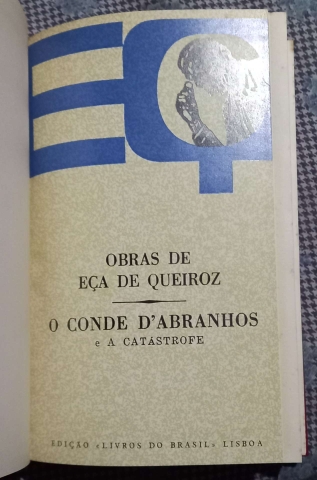 EÇ
OBRAS DE
EÇA DE QUEIROZ
O CONDE D'ABRANHOS
e A CATÁSTROFE
EDIÇÃO «LIVROS DO BRASIL» LISBOA